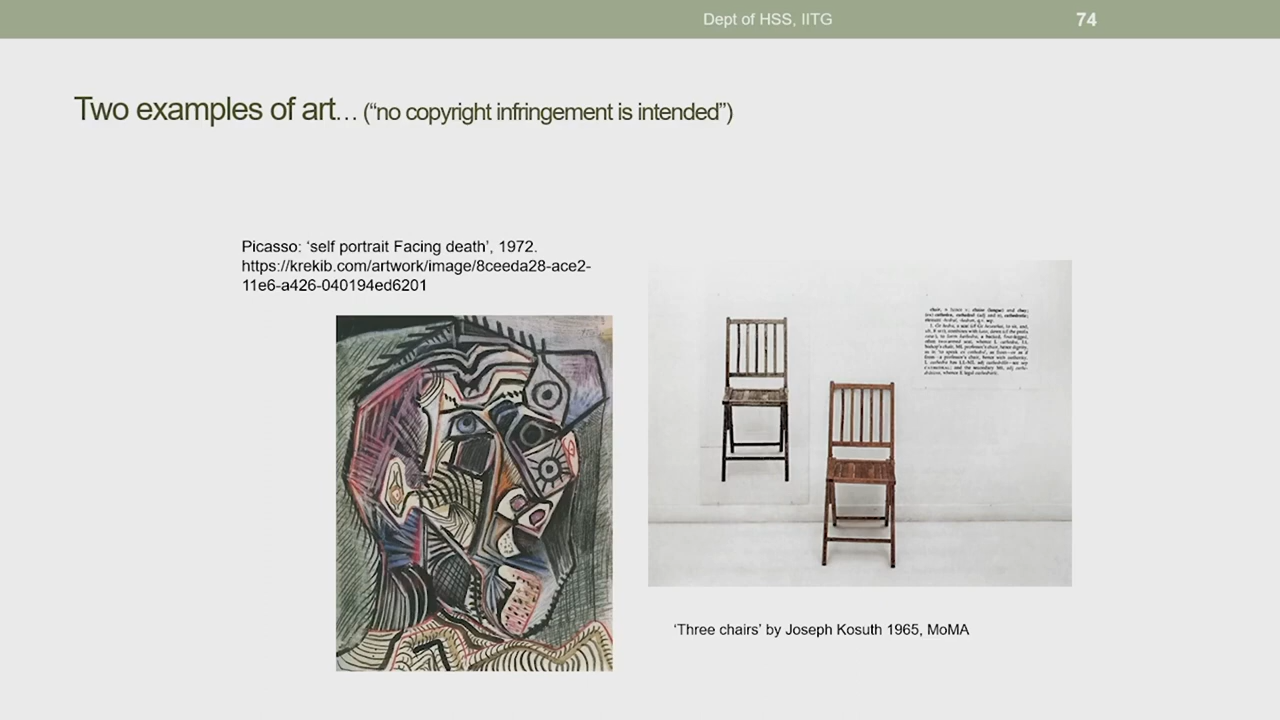 Dept of HSS, IITG
74
Two examples of art… (“no copyright infringement is intended”)
Picasso: ‘self portrait Facing death’, 1972.
https://krekib.com/artwork/image/8ceeda28-ace2-
11e6-a426-040194ed6201
‘Three chairs’ by Joseph Kosuth 1965, MoMA